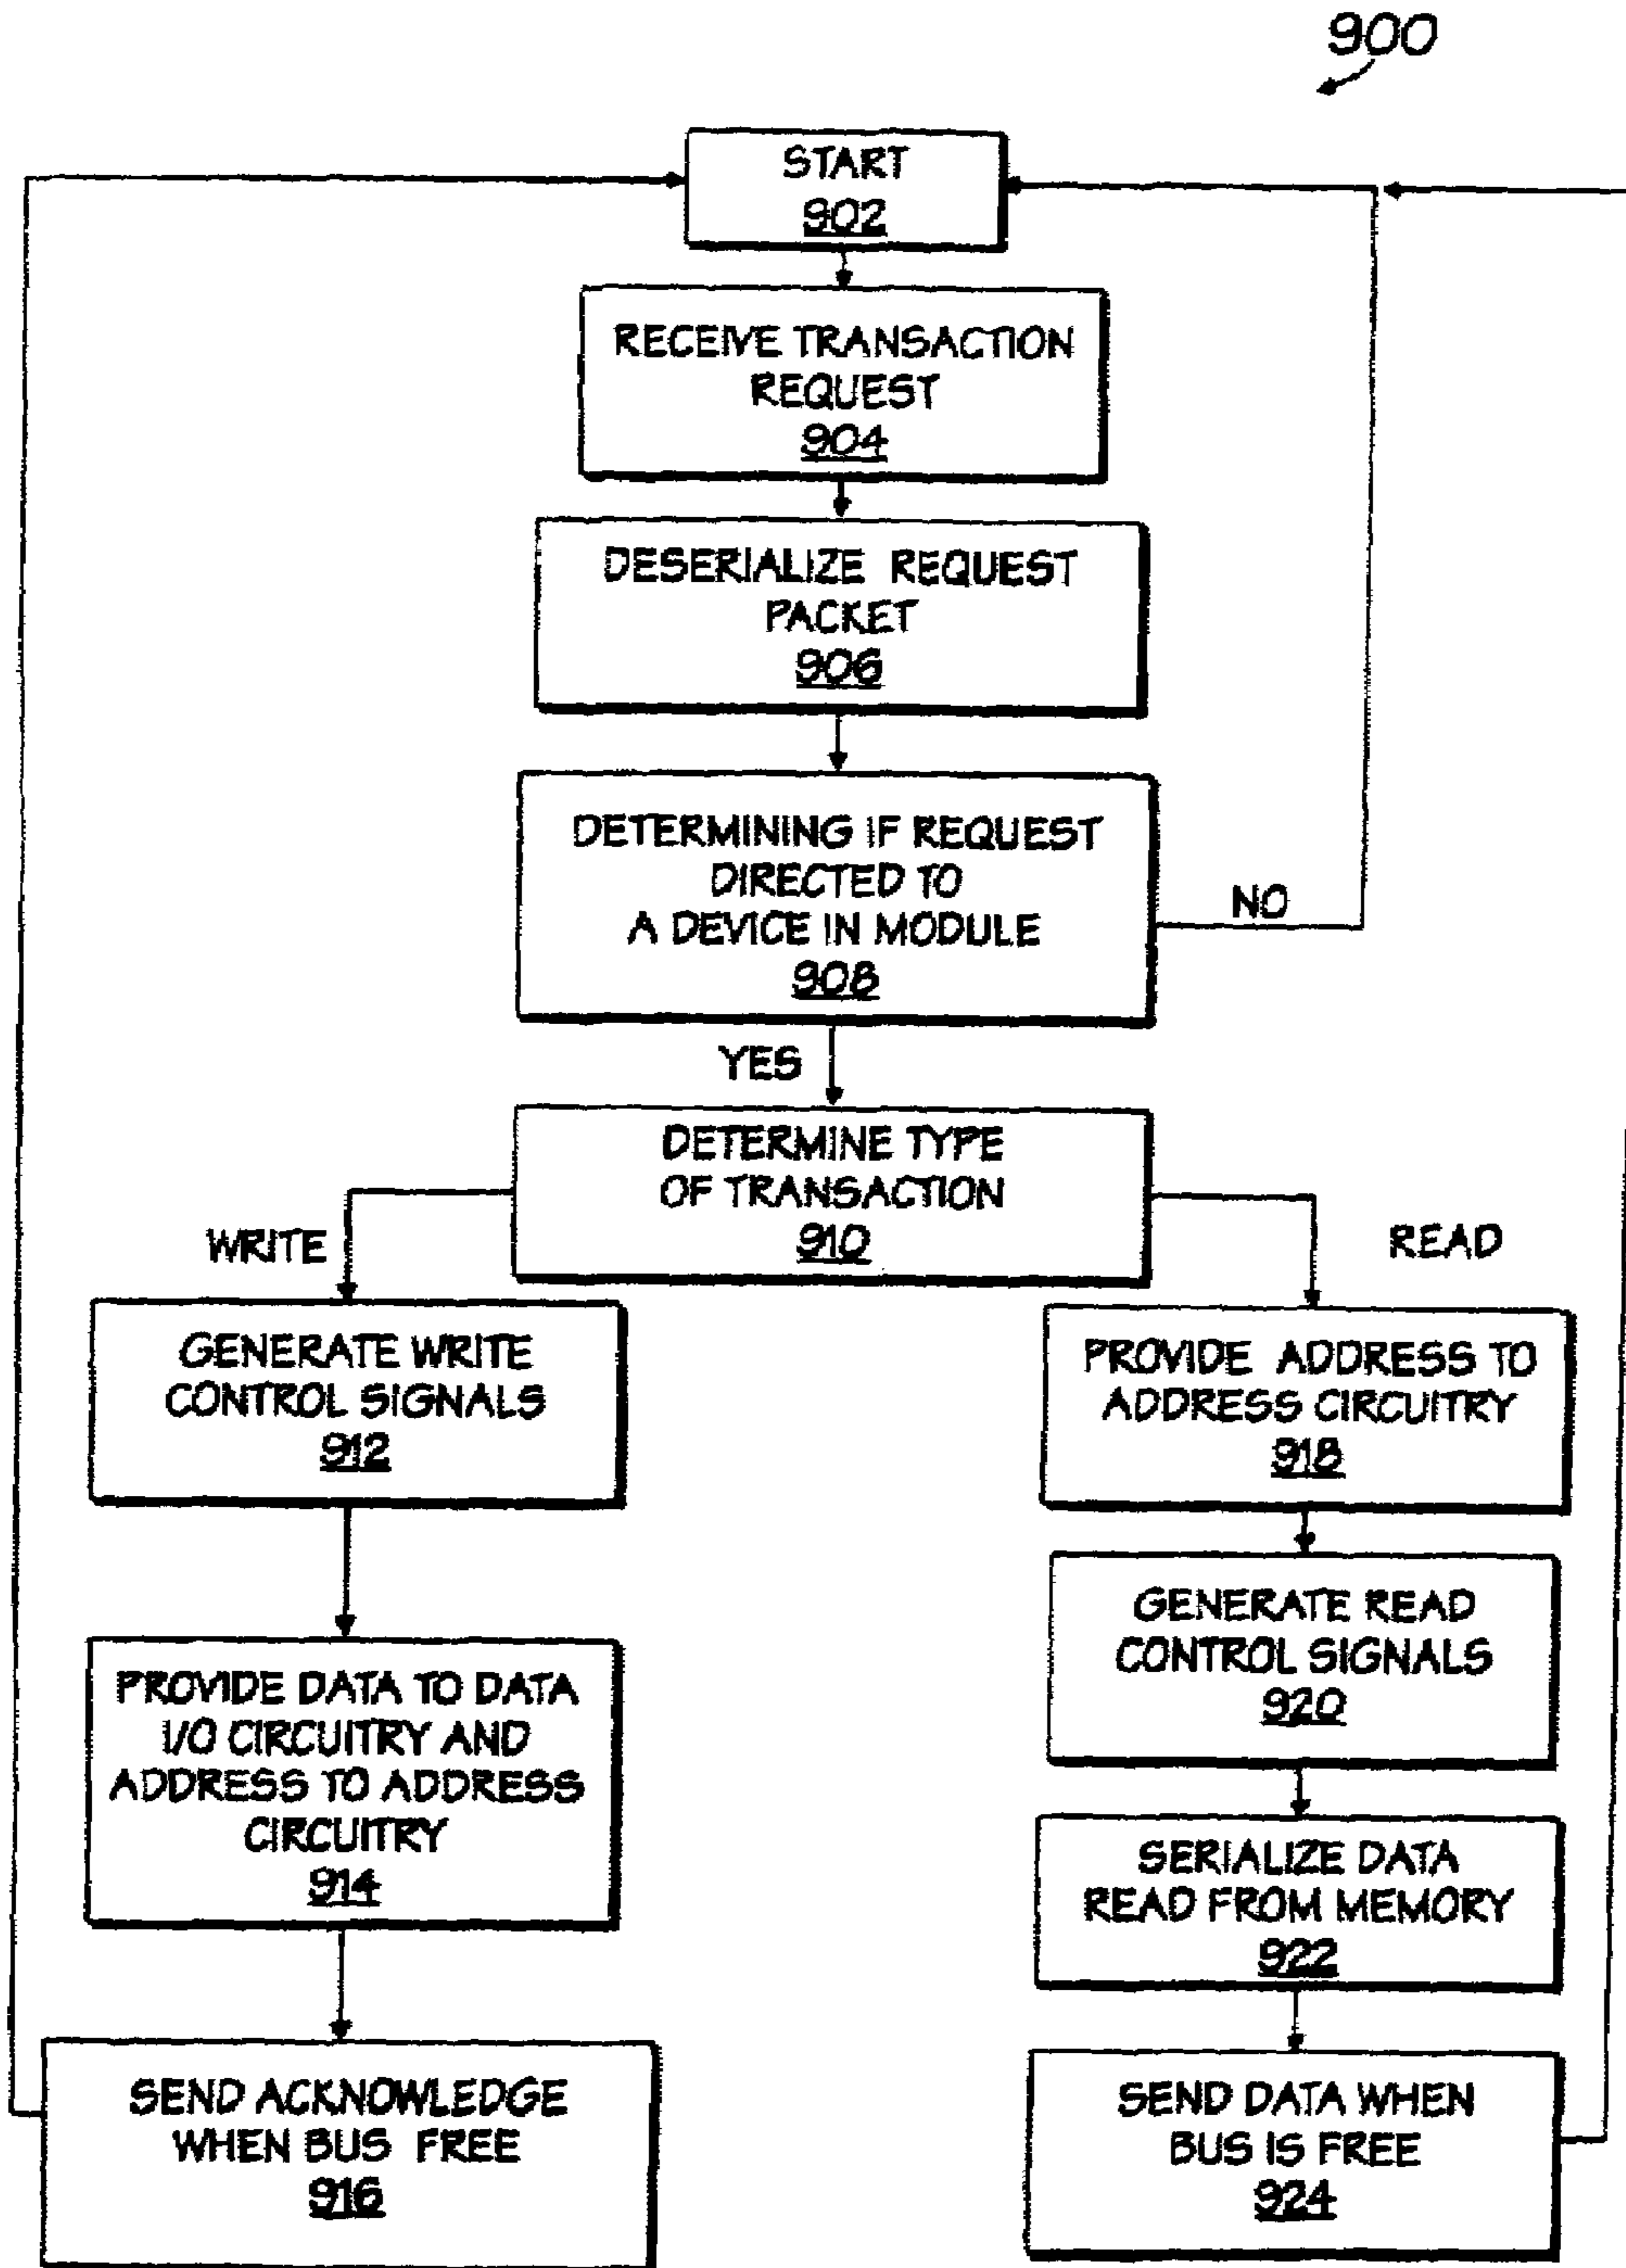 900
START
902
RECEIVE TRANSACTION
REQUEST
904
DESERIALIZE REQUEST
PACKET
906
DETERMINING IF REQUEST
DIRECTED TO
A DEVICE IN MODULE
908
NO
YES
DETERMINE TYPE
OF TRANSACTION
910
WRITE
READ
GENERATE WRITE
CONTROL SIGNALS
912
PROVIDE DATA TO DATA
I/O CIRCUITRY AND
ADDRESS TO ADDRESS
CIRCUITRY
914
SEND ACKNOWLEDGE
WHEN BUS FREE
916
PROVIDE ADDRESS TO
ADDRESS CIRCUITRY
918
GENERATE READ
CONTROL SIGNALS
920
SERIALIZE DATA
READ FROM MEMORY
922
SEND DATA WHEN
BUS IS FREE
924